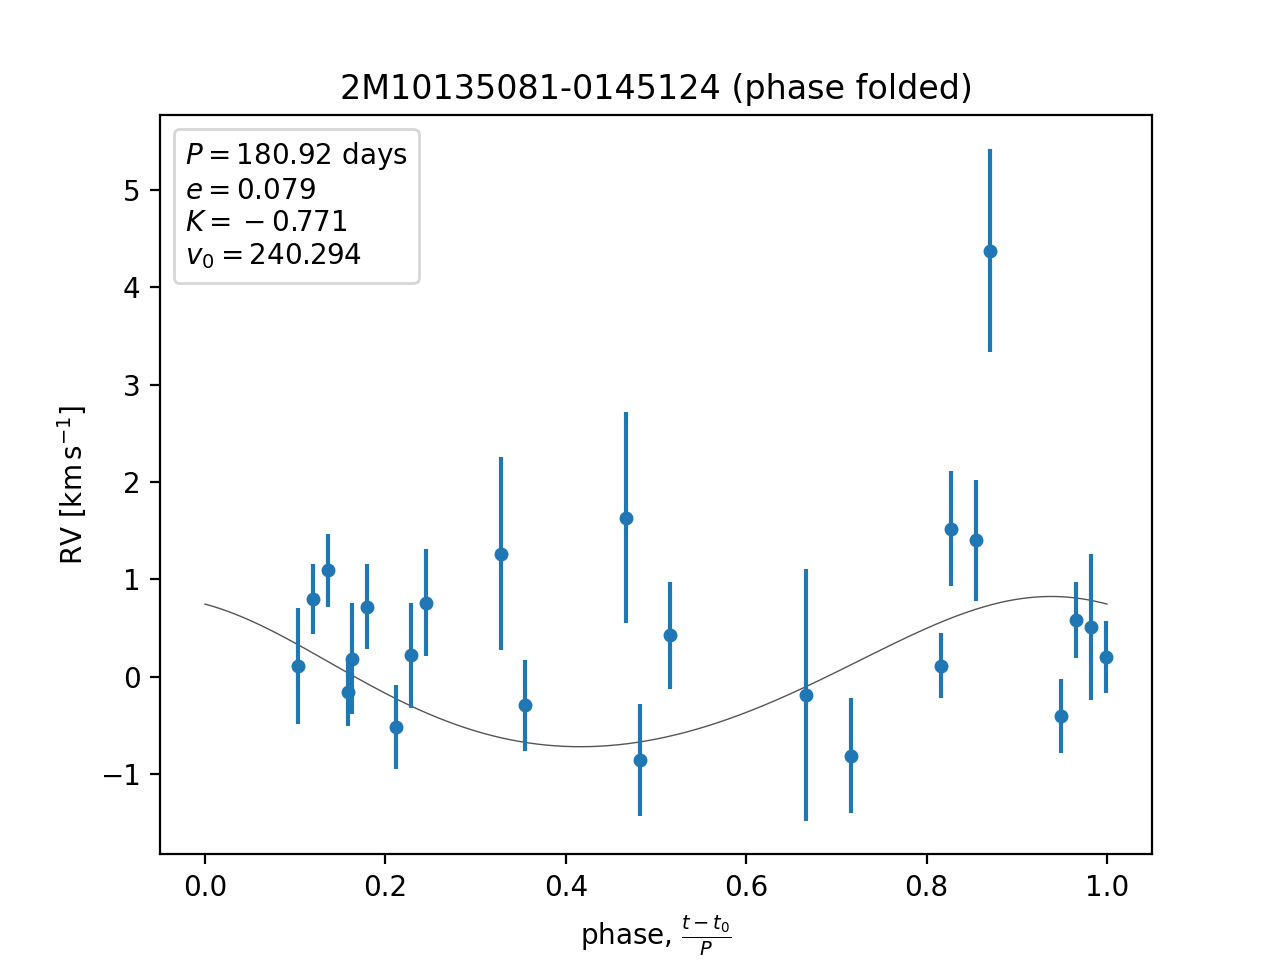 2M10135081-0145124 (phase folded)
P = 180.92 days
e = 0.079
K = − 0.771
v₀ = 240.294
RV [km s⁻¹]
5
4
3
2
1
0
−1
0.0 0.2 0.4 0.6 0.8 1.0
phase, (t − t₀)/P